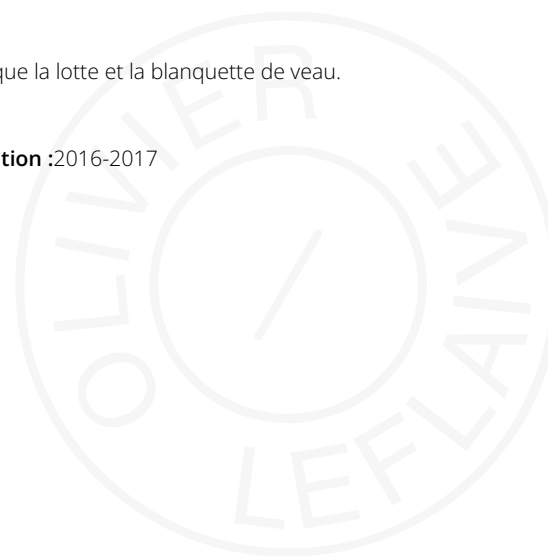 que la lotte et la blanquette de veau.
tion :2016-2017
OLIVIER LEFLAIVE